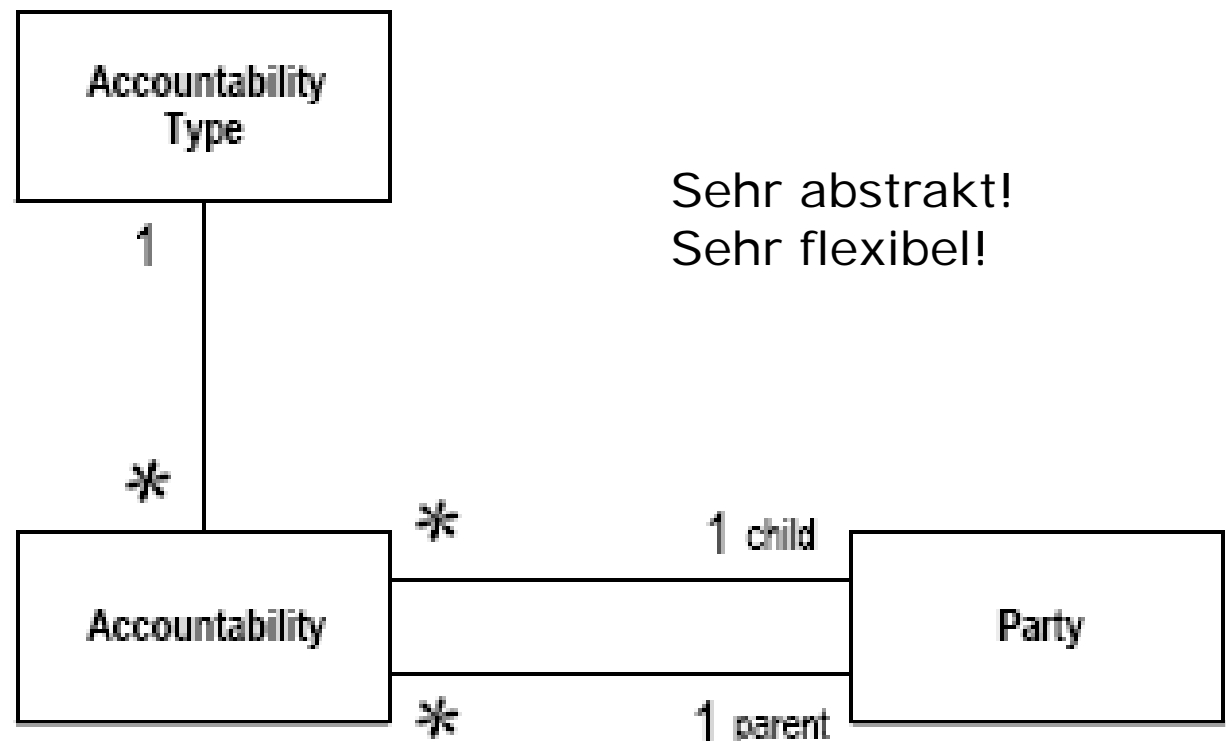 Accountability
Type
Sehr abstrakt!
Sehr flexibel!
1
*
*
1 child
Accountability
Party
*
1 parent